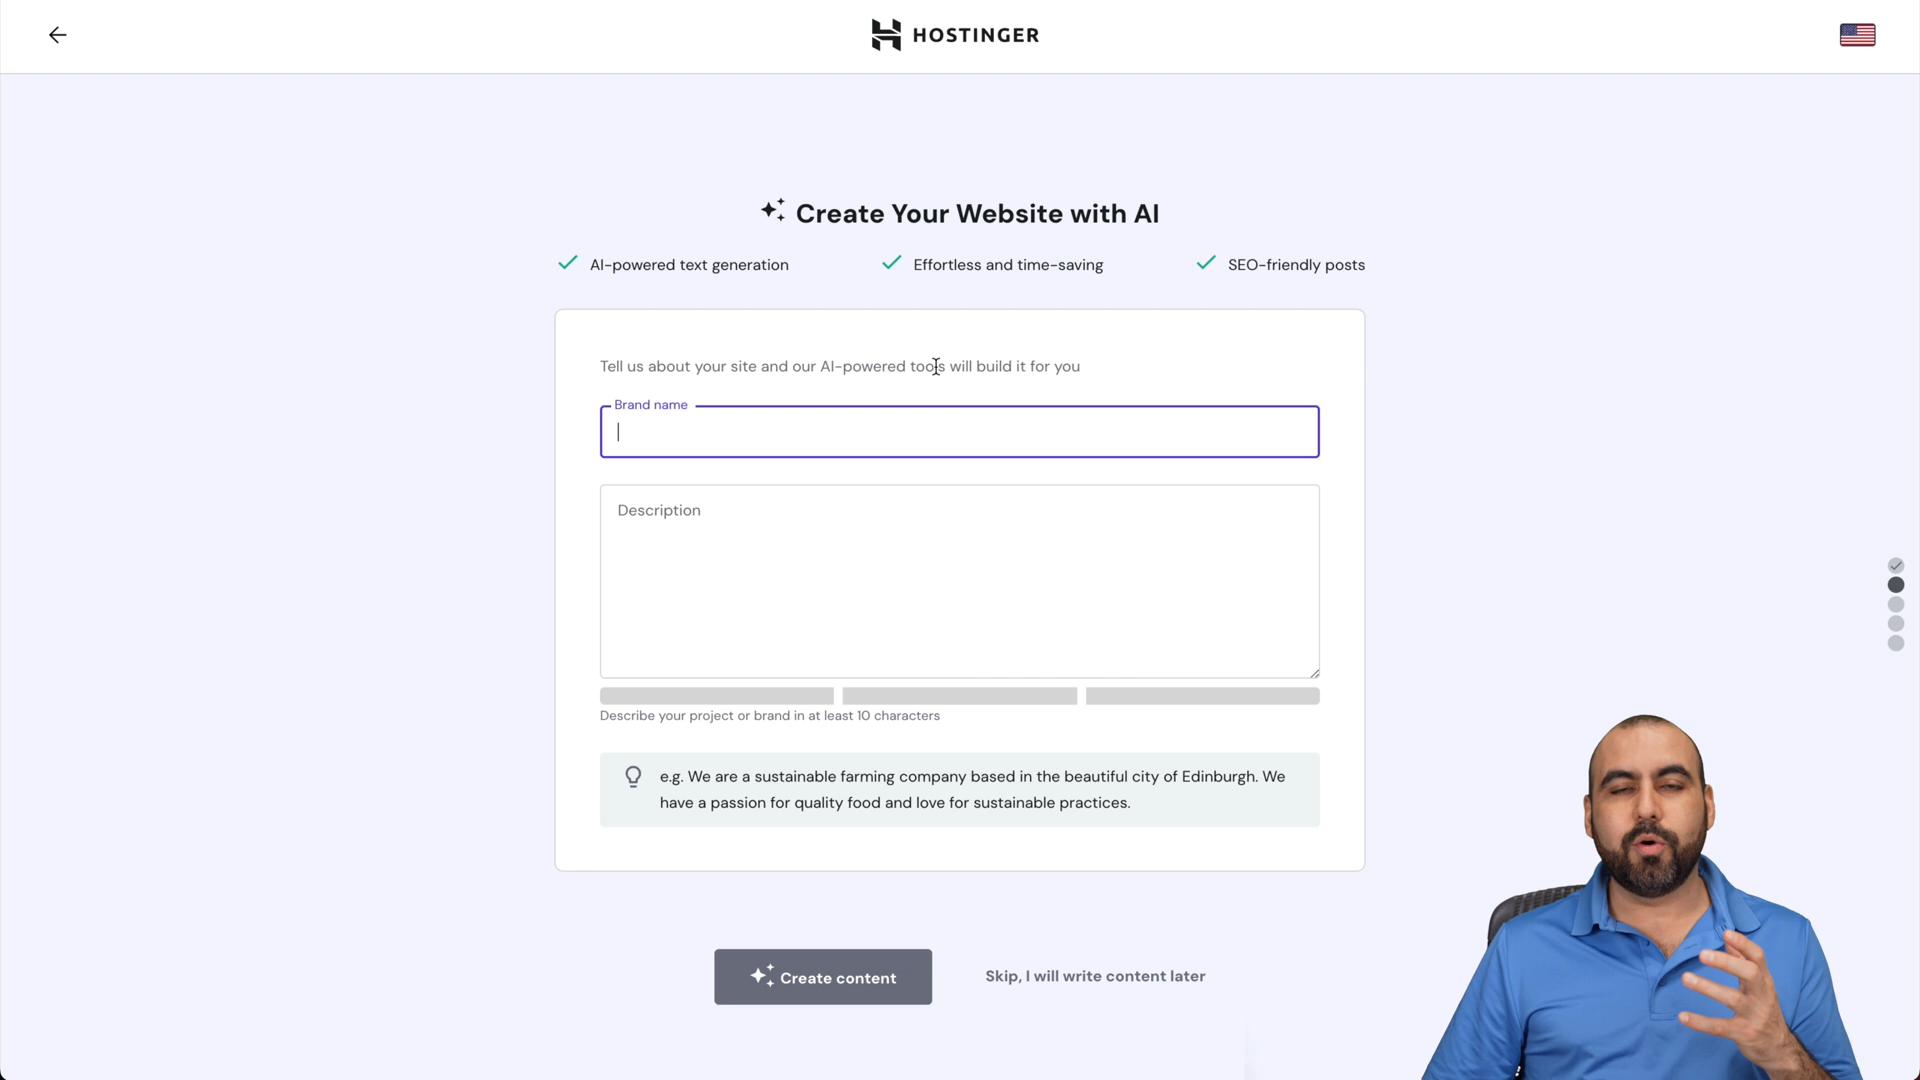 HOSTINGER
Create Your Website with AI
AI-powered text generation
Effortless and time-saving
SEO-friendly posts
Tell us about your site and our AI-powered tools will build it for you
Brand name
Description
Describe your project or brand in at least 10 characters
e.g. We are a sustainable farming company based in the beautiful city of Edinburgh. We
have a passion for quality food and love for sustainable practices.
Create content
Skip, I will write content later